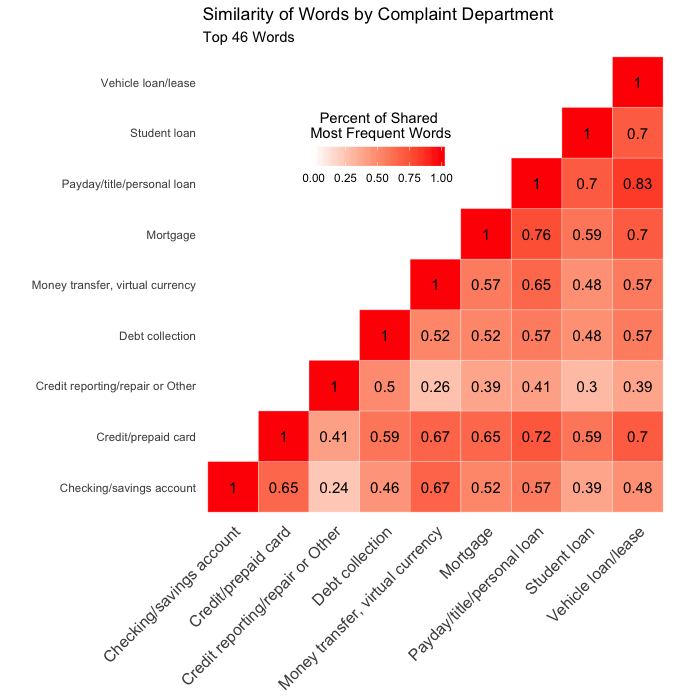 Similarity of Words by Complaint Department
Top 46 Words
Vehicle loan/lease
1
Percent of Shared
Most Frequent Words
0.00 0.25 0.50 0.75 1.00
Student loan
1 0.7
Payday/title/personal loan
1 0.7 0.83
Mortgage
1 0.76 0.59 0.7
Money transfer, virtual currency
1 0.57 0.65 0.48 0.57
Debt collection
1 0.52 0.52 0.57 0.48 0.57
Credit reporting/repair or Other
1 0.5 0.26 0.39 0.41 0.3 0.39
Credit/prepaid card
1 0.41 0.59 0.67 0.65 0.72 0.59 0.7
Checking/savings account
1 0.65 0.24 0.46 0.67 0.52 0.57 0.39 0.48
Checking/savings account
Credit/prepaid card
Credit reporting/repair or Other
Debt collection
Money transfer, virtual currency
Mortgage
Payday/title/personal loan
Student loan
Vehicle loan/lease